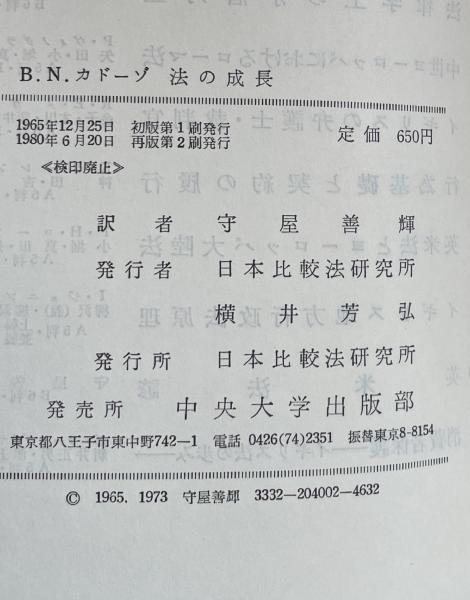 B.N.カドーゾ 法の成長
1965年12月25日 初版第1刷発行
1980年6月20日 再版第2刷発行
定価 650円
≪検印廃止≫
訳者 守屋善輝
発行者 日本比較法研究所
横井芳弘
発行所 日本比較法研究所
発売所 中央大学出版部
東京都八王子市東中野742-1 電話 0426(74)2351 振替東京8-8154
© 1965, 1973 守屋善輝 3332-204002-4632